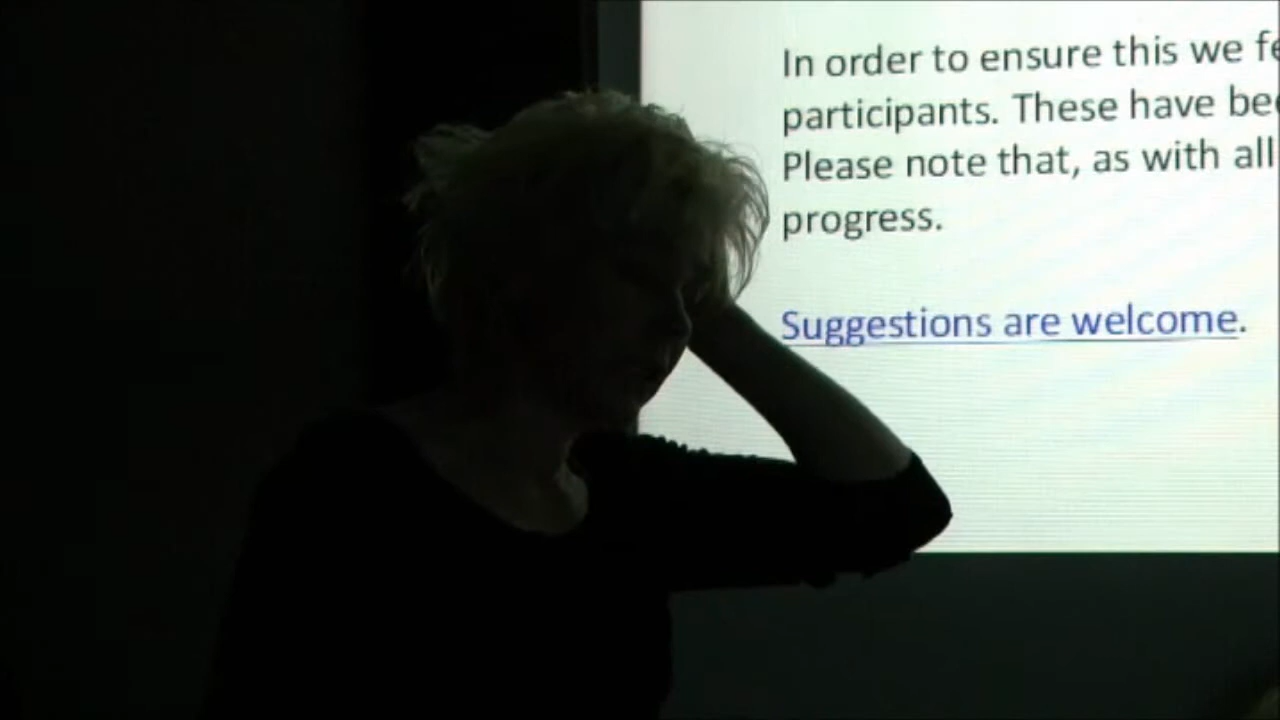 In order to ensure this we
participants. These have
Please note that, as with all
progress.
Suggestions are welcome.